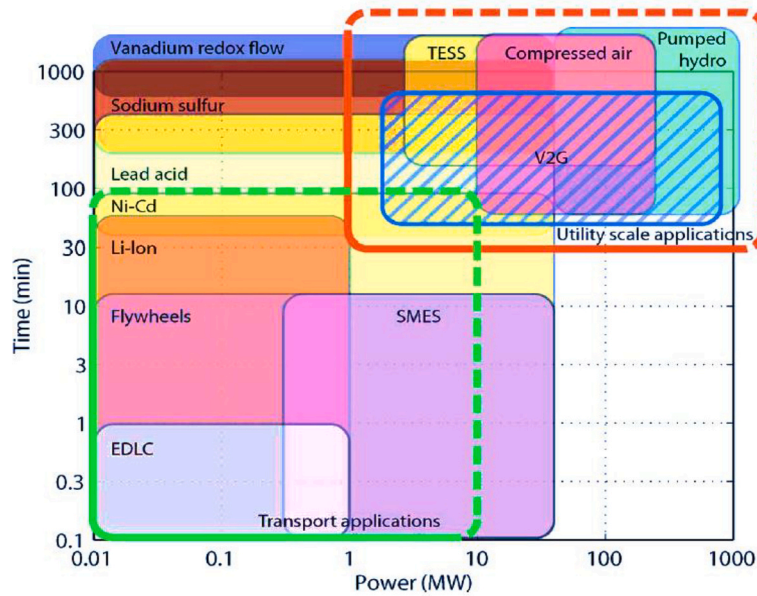 Vanadium redox flow
TESS
Compressed air
Pumped
hydro
1000
Sodium sulfur
300
V2G
Lead acid
100
Ni-Cd
Utility scale applications
30
Li-Ion
Time (min)
10
Flywheels
SMES
3
1
EDLC
0.3
Transport applications
0.1
0.01
0.1
1
10
100
1000
Power (MW)